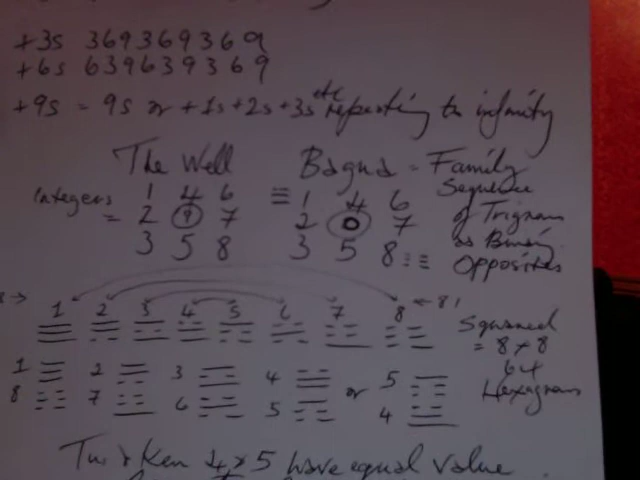 +3s 369369369
+6s 639639369
+9s = 9s or +1s+2s+3s etc repeating to infinity
The Well Bagua = Family
Integers 1 4 6 1 4 6 Sequence
= 2 9 7 2 0 7 of Trigrams
3 5 8 3 5 8 as Binary
Opposites
1 2 3 4 5 6 7 8 ← 8!
Squared
= 8 × 8
64
Hexagrams
1 2 3 4 or 5
8 7 6 5 4
Ken 4 > 5 have equal value